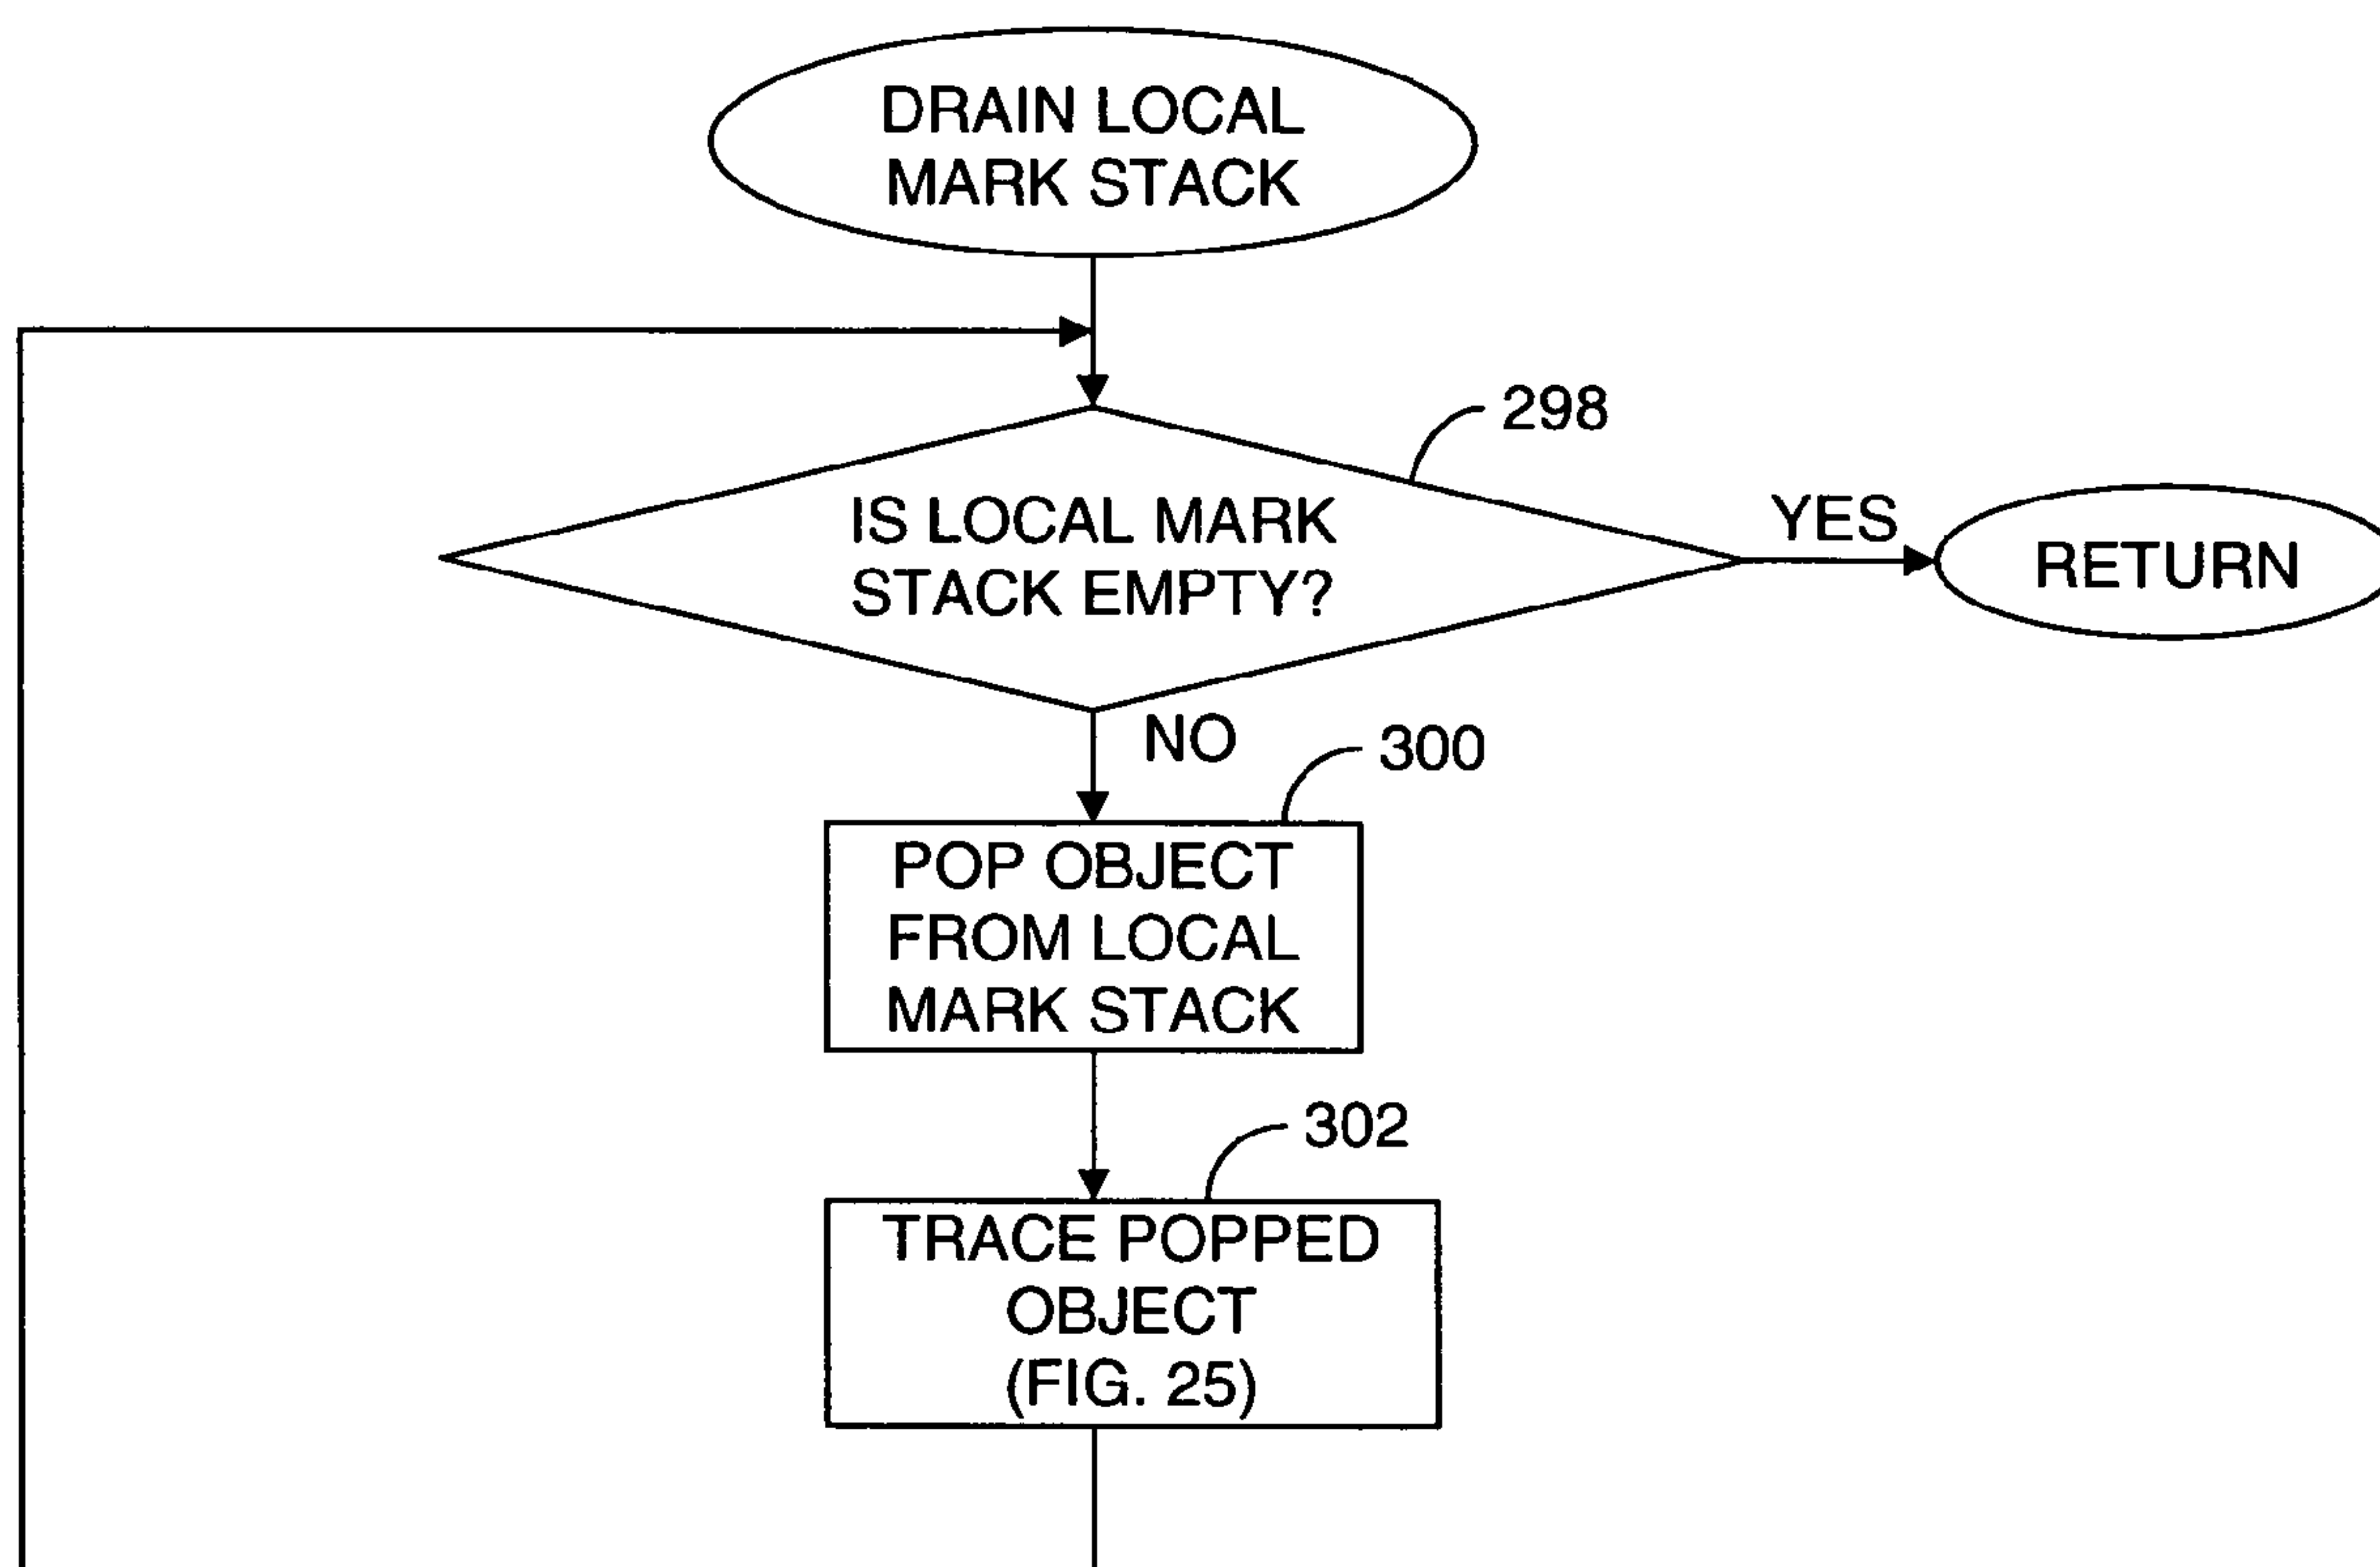 DRAIN LOCAL
MARK STACK
298
IS LOCAL MARK
STACK EMPTY?
YES
RETURN
NO
300
POP OBJECT
FROM LOCAL
MARK STACK
302
TRACE POPPED
OBJECT
(FIG. 25)